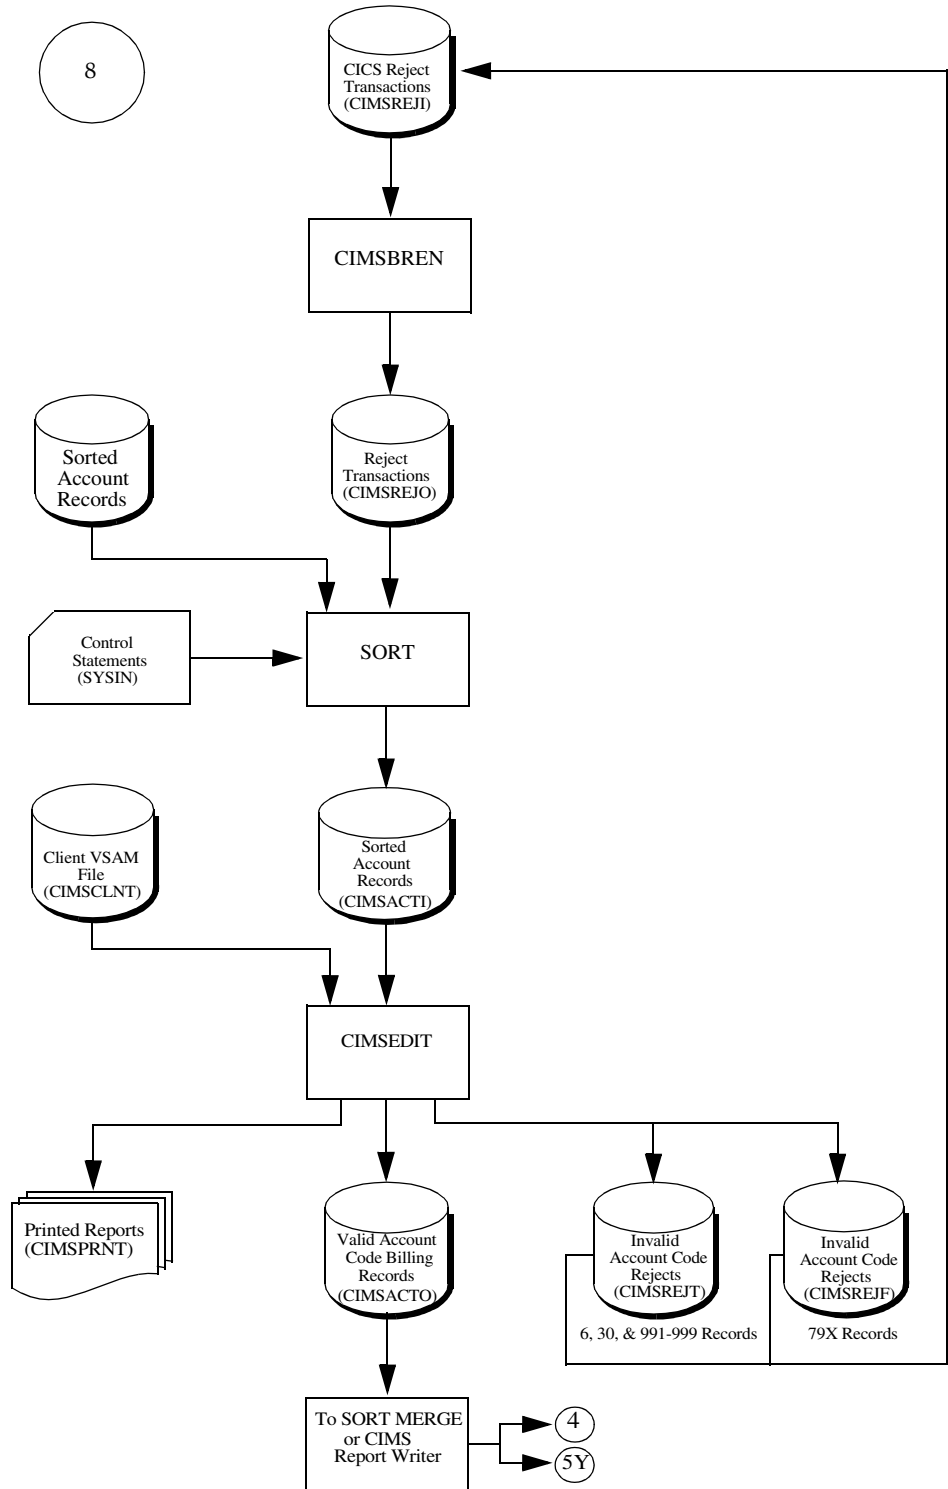 8
CICS Reject
Transactions
(CIMSREJI)
CIMSBREN
Sorted
Account
Records
Reject
Transactions
(CIMSREJO)
Control
Statements
(SYSIN)
SORT
Client VSAM
File
(CIMSCLNT)
Sorted
Account
Records
(CIMSACTI)
CIMSEDIT
Printed Reports
(CIMSPRNT)
Valid Account
Code Billing
Records
(CIMSACTO)
Invalid
Account Code
Rejects
(CIMSREJT)
6, 30, & 991-999 Records
Invalid
Account Code
Rejects
(CIMSREJF)
79X Records
To SORT MERGE
or CIMS
Report Writer
4
5Y